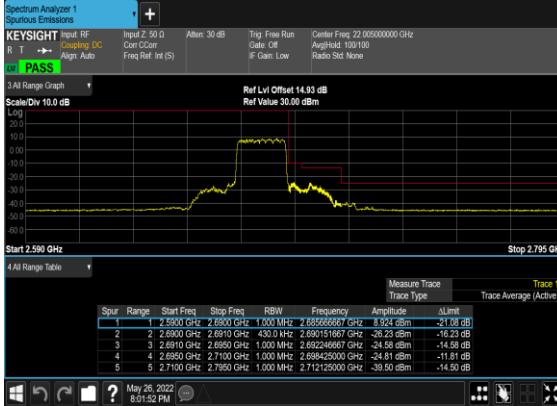 Spectrum Analyzer 1
Spurious Emissions
+
KEYSIGHT Input: RF Input Z: 50 Ω Atten: 30 dB Trig: Free Run Center Freq: 22.005000000 GHz
R T Coupling: DC Corr CCorr Gate: Off Avg|Hold: 100/100
Align: Auto Freq Ref: Int (S) IF Gain: Low Radio Std: None
LXI PASS
3 All Range Graph
Ref Lvl Offset 14.93 dB
Scale/Div 10.0 dB Ref Value 30.00 dBm
Log
20.0
10.0
0.00
-10.0
-20.0
-30.0
-40.0
-50.0
-60.0
Start 2.590 GHz Stop 2.795 GH
4 All Range Table
Measure Trace Trace 1
Trace Type Trace Average (Active
Spur Range Start Freq Stop Freq RBW Frequency Amplitude ΔLimit
1 1 2.5900 GHz 2.6900 GHz 1.000 MHz 2.685666667 GHz 8.924 dBm -21.08 dB
2 2 2.6900 GHz 2.6910 GHz 430.0 kHz 2.690151667 GHz -26.23 dBm -16.23 dB
3 3 2.6910 GHz 2.6950 GHz 1.000 MHz 2.692246667 GHz -24.58 dBm -14.58 dB
4 4 2.6950 GHz 2.7100 GHz 1.000 MHz 2.698425000 GHz -24.81 dBm -11.81 dB
5 5 2.7100 GHz 2.7950 GHz 1.000 MHz 2.712125000 GHz -39.50 dBm -14.50 dB
?
May 26, 2022
8:01:52 PM